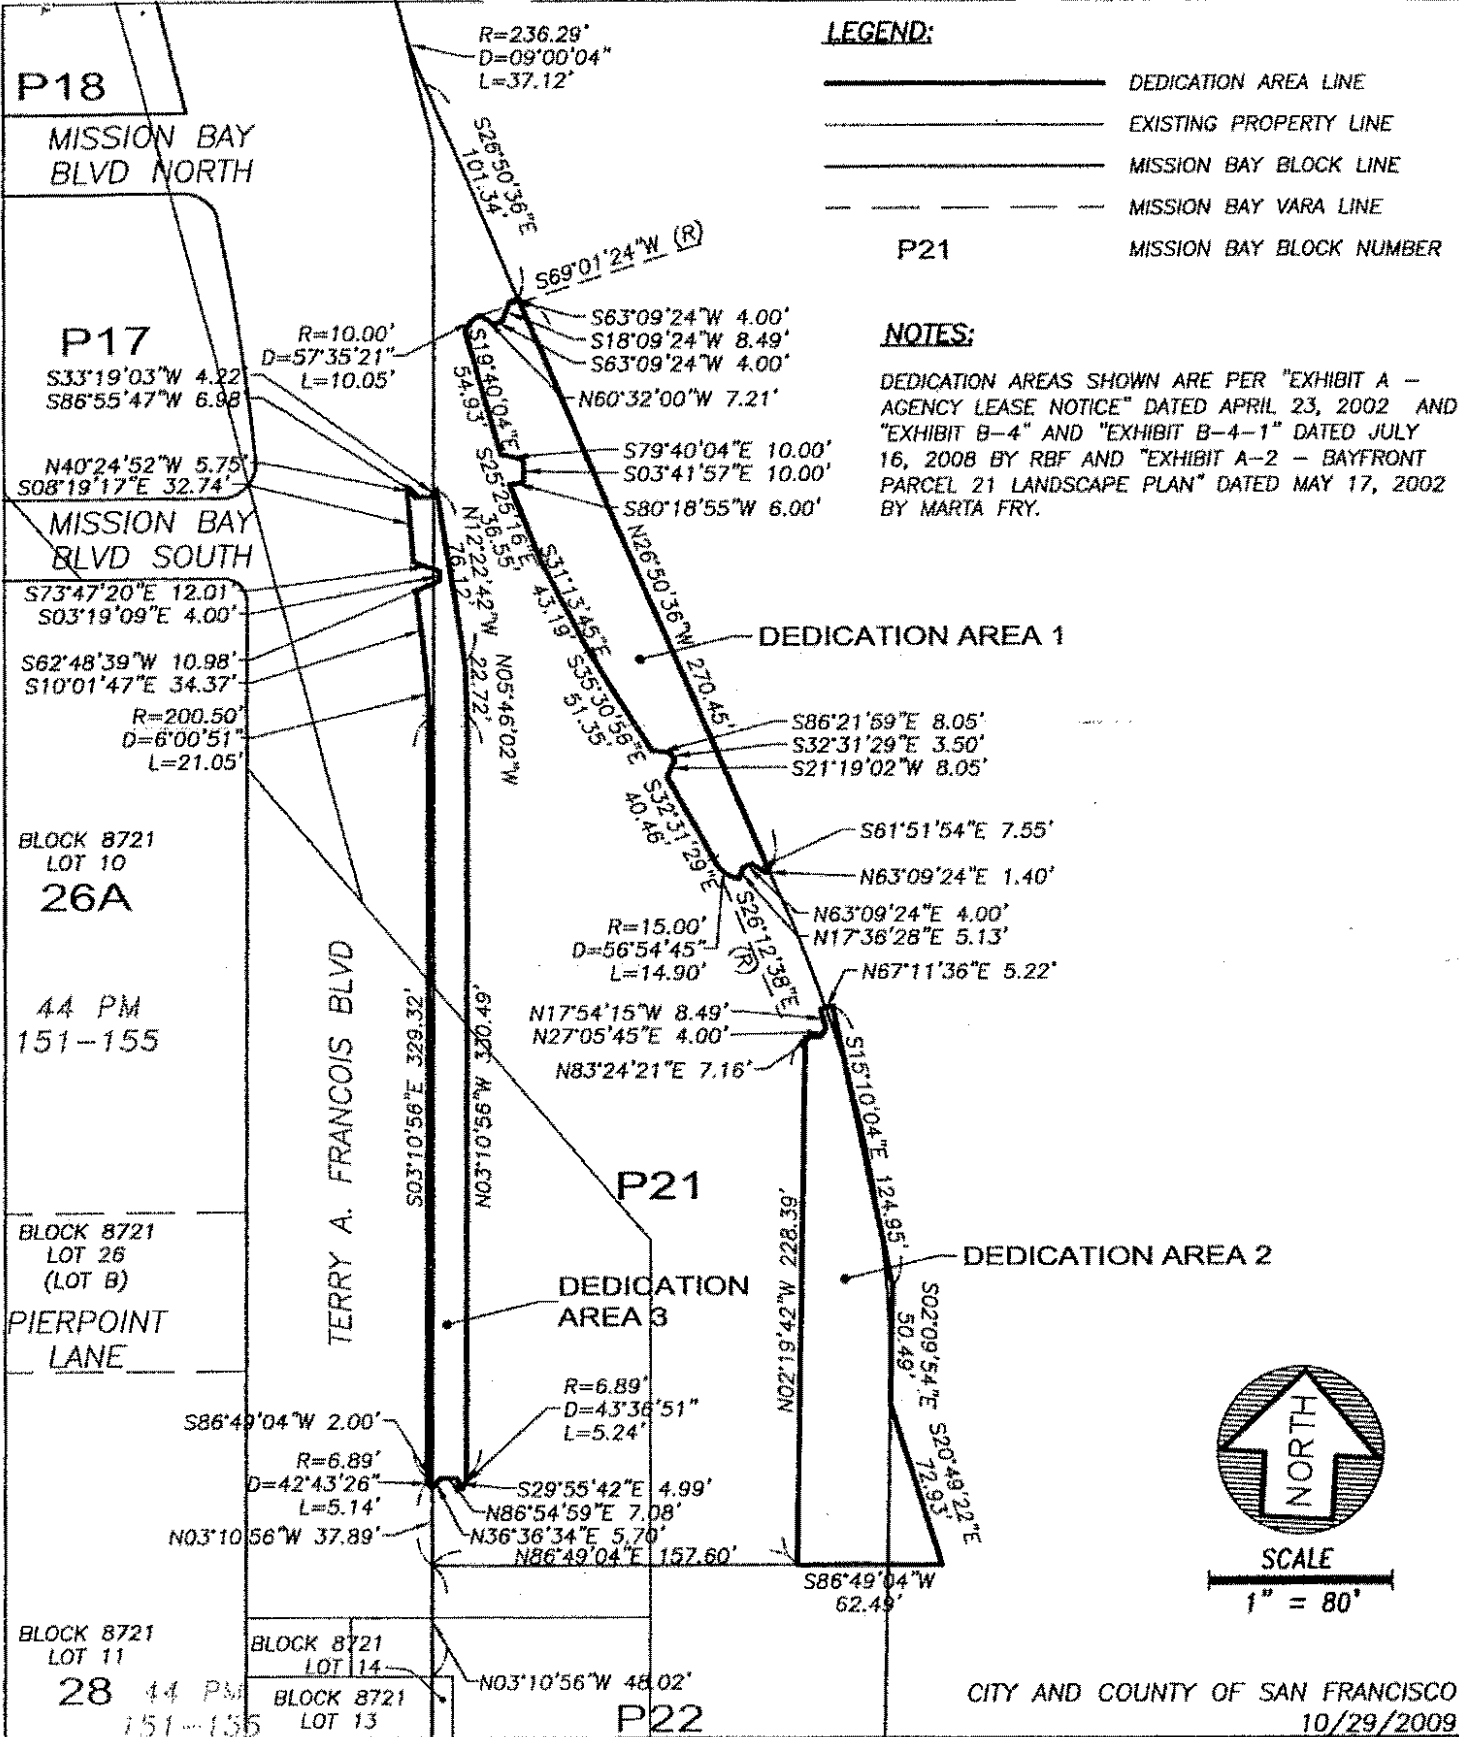 R=236.29'
D=09°00'04"
L=37.12'
LEGEND:
DEDICATION AREA LINE
EXISTING PROPERTY LINE
MISSION BAY BLOCK LINE
MISSION BAY VARA LINE
P21
MISSION BAY BLOCK NUMBER
P18
MISSION BAY
BLVD NORTH
S26°50'36"E
101.34'
S69°01'24"W (R)
S63°09'24"W 4.00'
S18°09'24"W 8.49'
S63°09'24"W 4.00'
N60°32'00"W 7.21'
NOTES:
DEDICATION AREAS SHOWN ARE PER "EXHIBIT A –
AGENCY LEASE NOTICE" DATED APRIL 23, 2002 AND
"EXHIBIT B–4" AND "EXHIBIT B–4–1" DATED JULY
16, 2008 BY RBF AND "EXHIBIT A–2 – BAYFRONT
PARCEL 21 LANDSCAPE PLAN" DATED MAY 17, 2002
BY MARTA FRY.
P17
R=10.00'
D=57°35'21"
L=10.05'
S33°19'03"W 4.22'
S86°55'47"W 6.98'
S19°40'04"E
54.93'
S79°40'04"E 10.00'
S03°41'57"E 10.00'
S80°18'55"W 6.00'
N40°24'52"W 5.75'
S08°19'17"E 32.74'
MISSION BAY
BLVD SOUTH
S25°25'16"E
36.55'
N12°22'42"W
76.12'
S31°13'45"E
43.19'
N26°50'36"W 270.45'
S73°47'20"E 12.01'
S03°19'09"E 4.00'
S62°48'39"W 10.98'
S10°01'47"E 34.37'
DEDICATION AREA 1
N05°46'02"W
22.72'
S35°30'56"E
51.35'
R=200.50'
D=6°00'51"
L=21.05'
S86°21'59"E 8.05'
S32°31'29"E 3.50'
S21°19'02"W 8.05'
S32°31'29"E
40.46'
BLOCK 8721
LOT 10
26A
S61°51'54"E 7.55'
N63°09'24"E 1.40'
N63°09'24"E 4.00'
N17°36'28"E 5.13'
R=15.00'
D=56°54'45"
L=14.90'
S26°12'38"E
(R)
N67°11'36"E 5.22'
N17°54'15"W 8.49'
N27°05'45"E 4.00'
N83°24'21"E 7.16'
44 PM
151–155
TERRY A. FRANCOIS BLVD
S03°10'56"E 329.32'
N03°10'56"W 330.49'
S15°10'04"E 124.95'
P21
N02°19'42"W 228.39'
DEDICATION AREA 2
BLOCK 8721
LOT 26
(LOT B)
PIERPOINT
LANE
DEDICATION
AREA 3
S02°09'54"E
50.49'
S20°49'22"E
72.93'
R=6.89'
D=43°36'51"
L=5.24'
S86°49'04"W 2.00'
R=6.89'
D=42°43'26"
L=5.14'
N03°10'56"W 37.89'
S29°55'42"E 4.99'
N86°54'59"E 7.08'
N36°36'34"E 5.70'
N86°49'04"E 157.60'
S86°49'04"W
62.49'
NORTH
SCALE
1" = 80'
BLOCK 8721
LOT 11
28
44 PM
151–155
BLOCK 8721
LOT 14
BLOCK 8721
LOT 13
N03°10'56"W 48.02'
P22
CITY AND COUNTY OF SAN FRANCISCO
10/29/2009